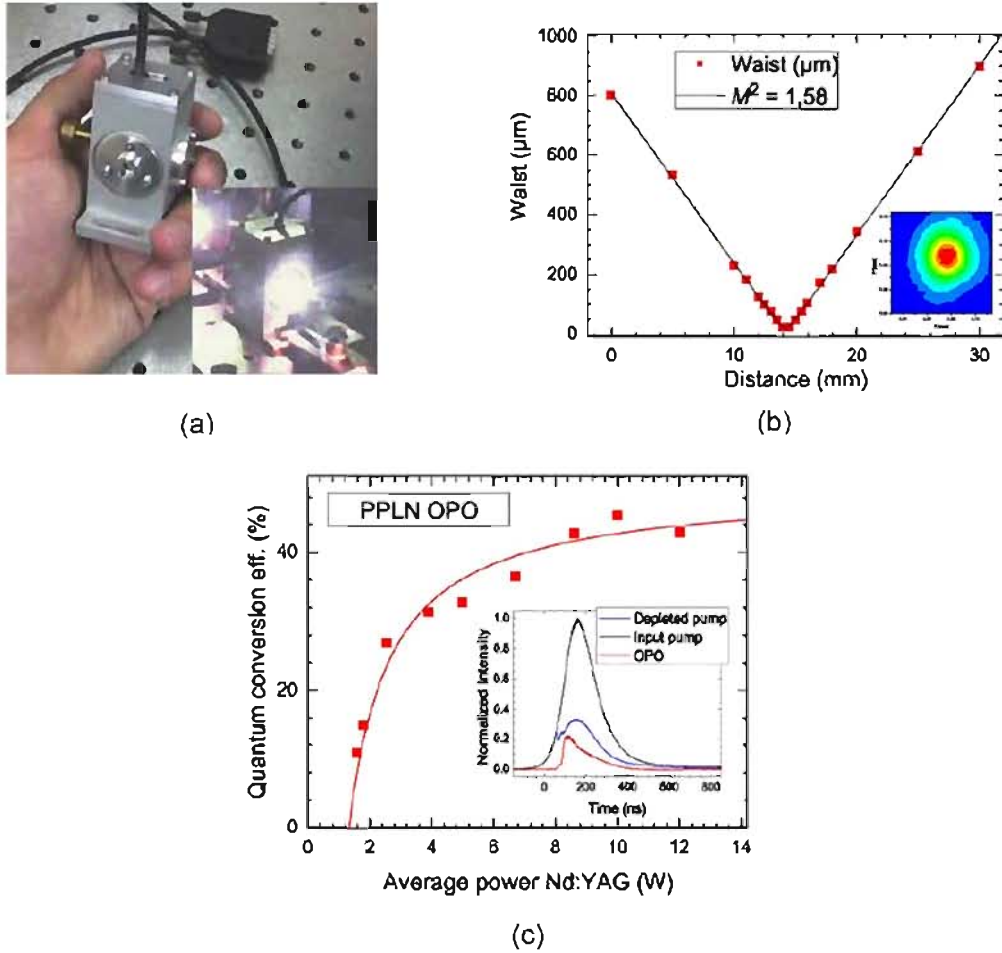 1000
800
600
400
200
0
Waist (µm)
Waist (µm)
M² = 1,58
0
10
20
30
Distance (mm)
(a)
(b)
PPLN OPO
Quantum conversion eff. (%)
40
20
0
0 2 4 6 8 10 12 14
Average power Nd:YAG (W)
Depleted pump
Input pump
OPO
Normalized Intensity
1.0
0.8
0.6
0.4
0.2
0.0
0 200 400 600 800
Time (ns)
(c)